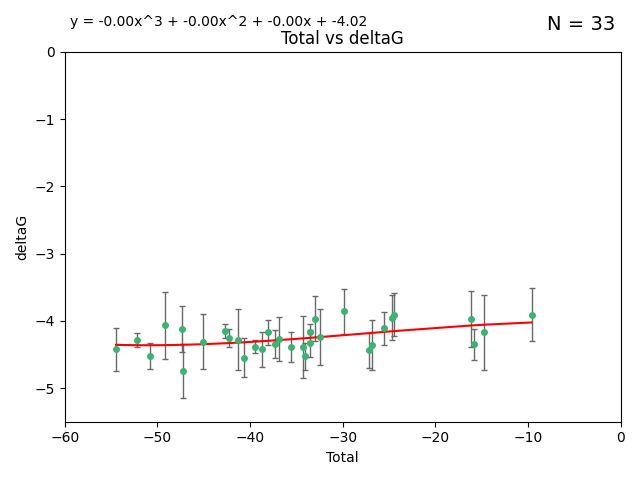 y = -0.00x^3 + -0.00x^2 + -0.00x + -4.02
N = 33
Total vs deltaG
0
−1
−2
−3
−4
−5
deltaG
−60 −50 −40 −30 −20 −10 0
Total